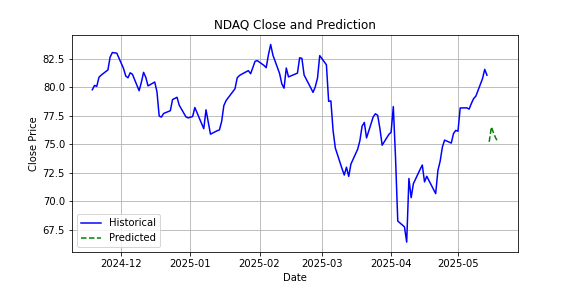 NDAQ Close and Prediction
Close Price
82.5
80.0
77.5
75.0
72.5
70.0
67.5
Historical
Predicted
2024-12 2025-01 2025-02 2025-03 2025-04 2025-05
Date